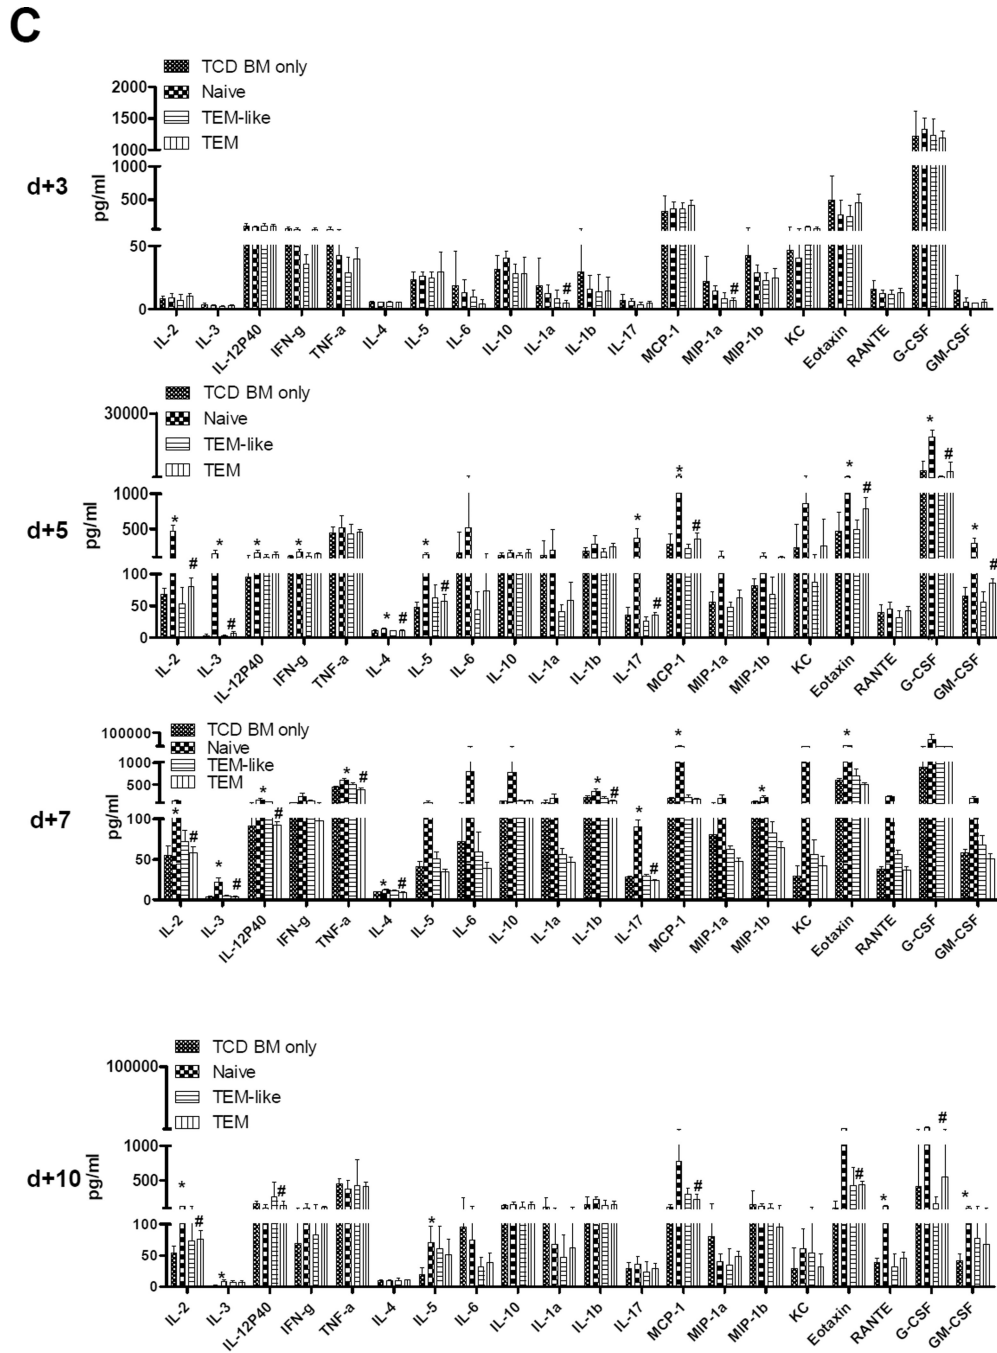 C
TCD BM only
Naive
TEM-like
TEM
d+3
pg/ml
2000
1500
1000
1000
500
50
0
#
#
IL-2 IL-3 IL-12P40 IFN-g TNF-a IL-4 IL-5 IL-6 IL-10 IL-1a IL-1b IL-17 MCP-1 MIP-1a MIP-1b KC Eotaxin RANTE G-CSF GM-CSF
TCD BM only
Naive
TEM-like
TEM
d+5
pg/ml
30000
1000
500
100
50
0
* # * # * * * # * # * # * # * # * # * #
IL-2 IL-3 IL-12P40 IFN-g TNF-a IL-4 IL-5 IL-6 IL-10 IL-1a IL-1b IL-17 MCP-1 MIP-1a MIP-1b KC Eotaxin RANTE G-CSF GM-CSF
TCD BM only
Naive
TEM-like
TEM
d+7
pg/ml
100000
1000
500
100
50
0
* # * # * # * # * # * # * # * * *
IL-2 IL-3 IL-12P40 IFN-g TNF-a IL-4 IL-5 IL-6 IL-10 IL-1a IL-1b IL-17 MCP-1 MIP-1a MIP-1b KC Eotaxin RANTE G-CSF GM-CSF
TCD BM only
Naive
TEM-like
TEM
d+10
pg/ml
100000
1000
500
100
50
0
* # * # * # # * # *
IL-2 IL-3 IL-12P40 IFN-g TNF-a IL-4 IL-5 IL-6 IL-10 IL-1a IL-1b IL-17 MCP-1 MIP-1a MIP-1b KC Eotaxin RANTE G-CSF GM-CSF